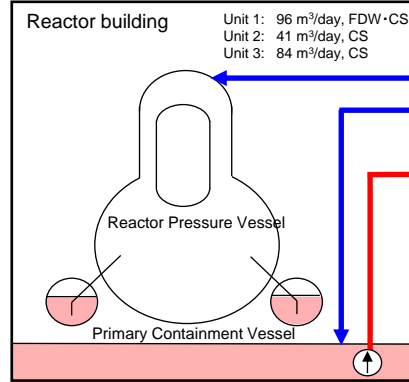 Reactor building
Unit 1: 96 m³/day, FDW・CS
Unit 2: 41 m³/day, CS
Unit 3: 84 m³/day, CS
Reactor Pressure Vessel
Primary Containment Vessel